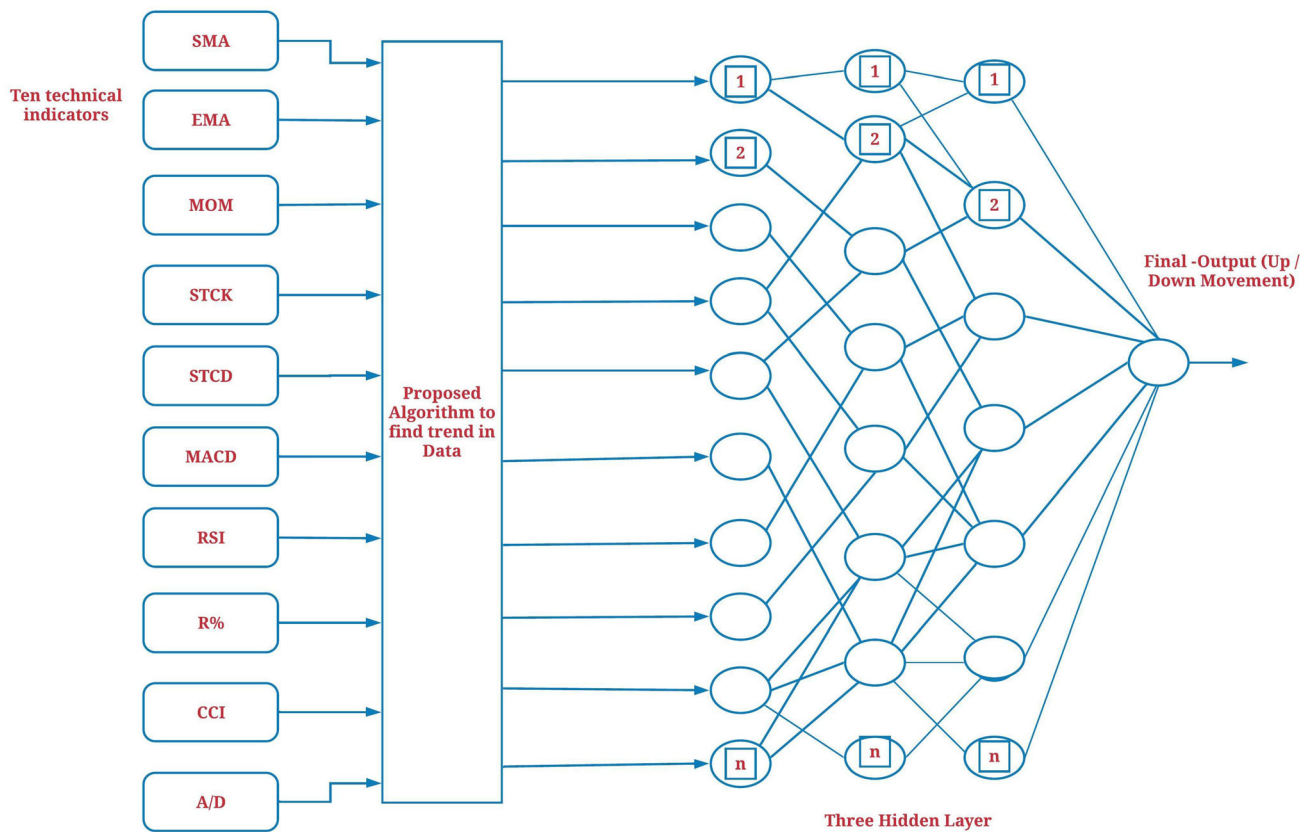 Ten technical
indicators
SMA
EMA
MOM
STCK
STCD
MACD
RSI
R%
CCI
A/D
Proposed
Algorithm to
find trend in
Data
1
2
n
1
2
n
1
2
n
Three Hidden Layer
Final -Output (Up /
Down Movement)